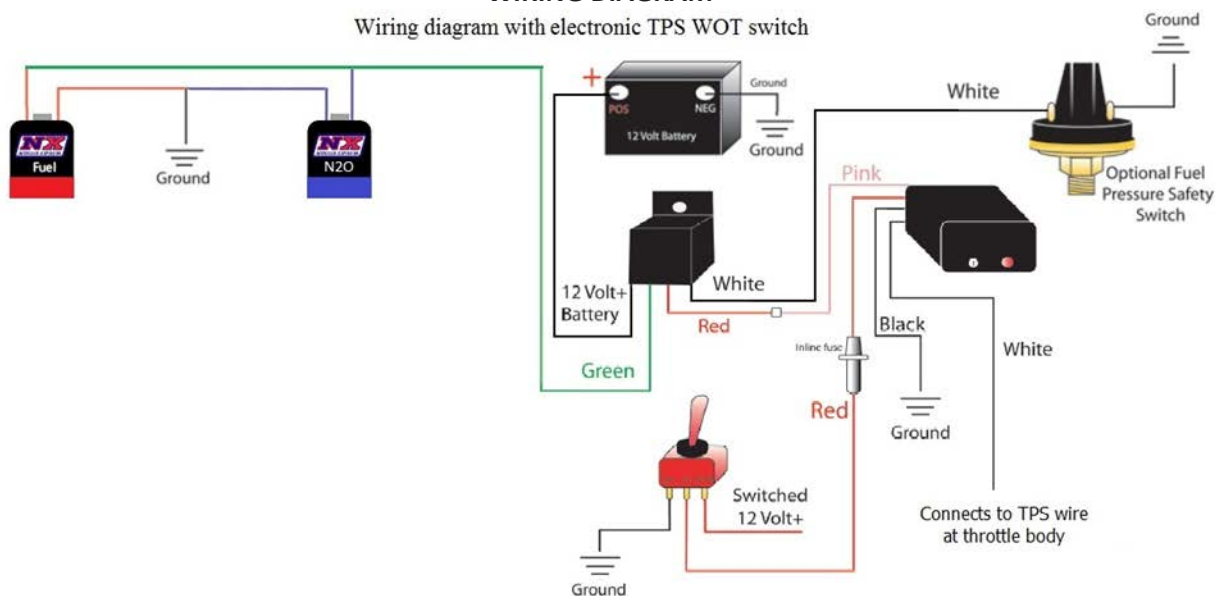 Wiring diagram with electronic TPS WOT switch
Ground
+
POS
NEG
Ground
12 Volt Battery
Ground
White
NX
Fuel
NX
N2O
Ground
Pink
Optional Fuel
Pressure Safety
Switch
12 Volt+
Battery
White
Red
Black
White
Inline fuse
Green
Red
Ground
Switched
12 Volt+
Connects to TPS wire
at throttle body
Ground